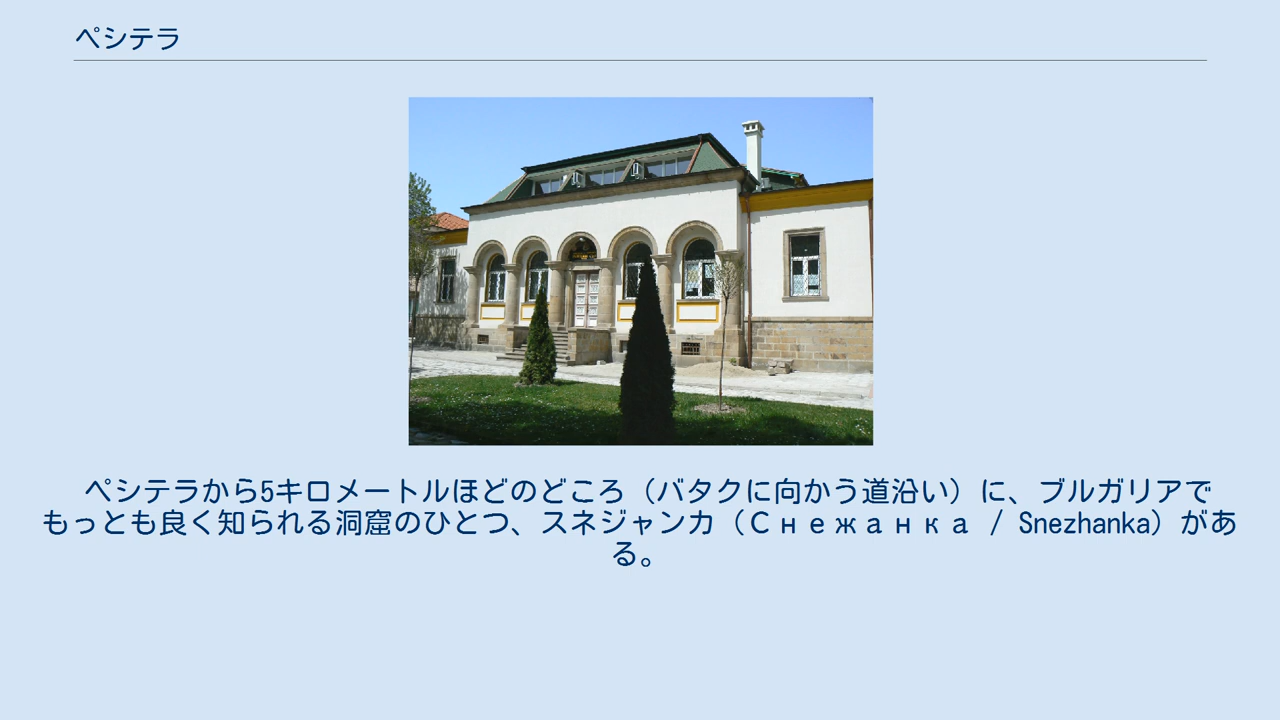 ペシテラ
ペシテラから5キロメートルほどのどころ（バタクに向かう道沿い）に、ブルガリアで
もっとも良く知られる洞窟のひとつ、スネジャンカ（Снежанка / Snezhanka）があ
る。